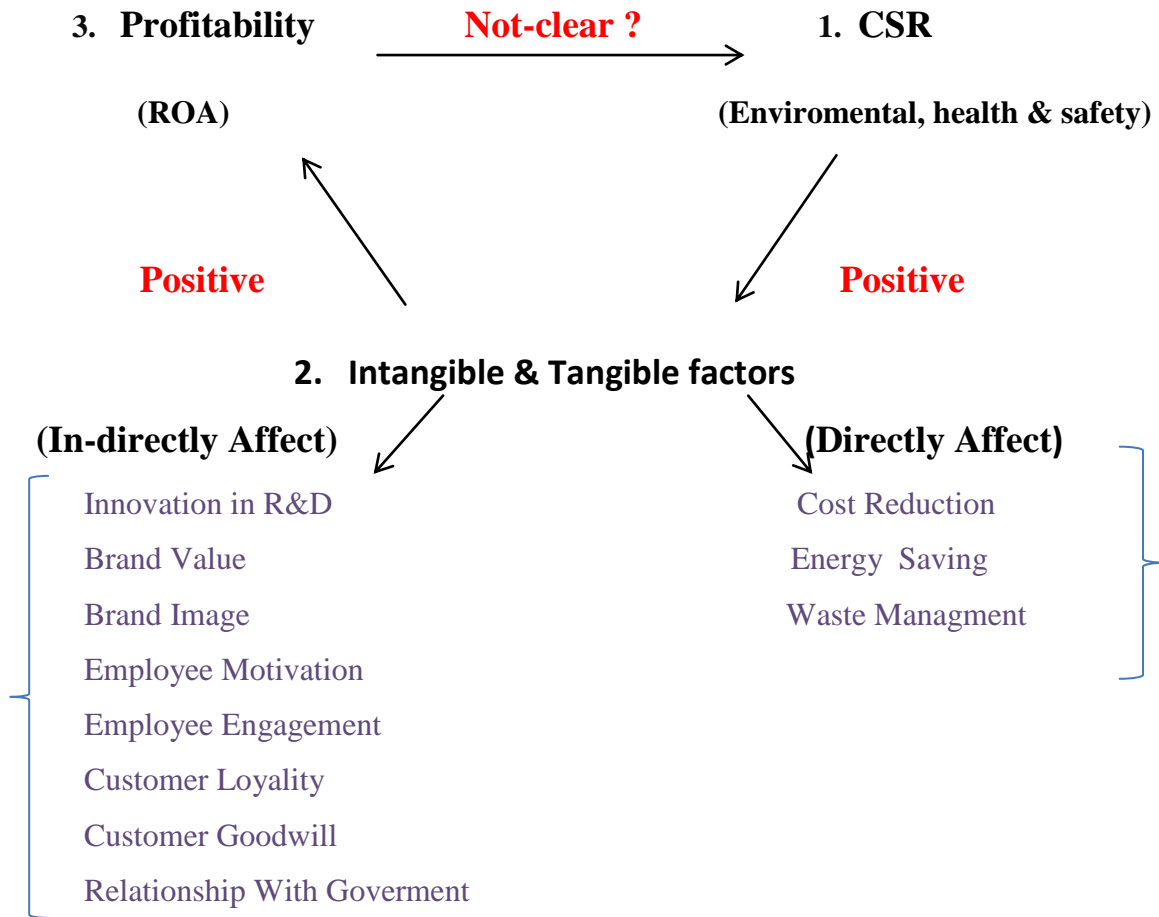 3. Profitability Not-clear ? 1. CSR
(ROA) (Enviromental, health & safety)
Positive Positive
2. Intangible & Tangible factors
(In-directly Affect) (Directly Affect)
Innovation in R&D Cost Reduction
Brand Value Energy Saving
Brand Image Waste Managment
Employee Motivation
Employee Engagement
Customer Loyality
Customer Goodwill
Relationship With Goverment